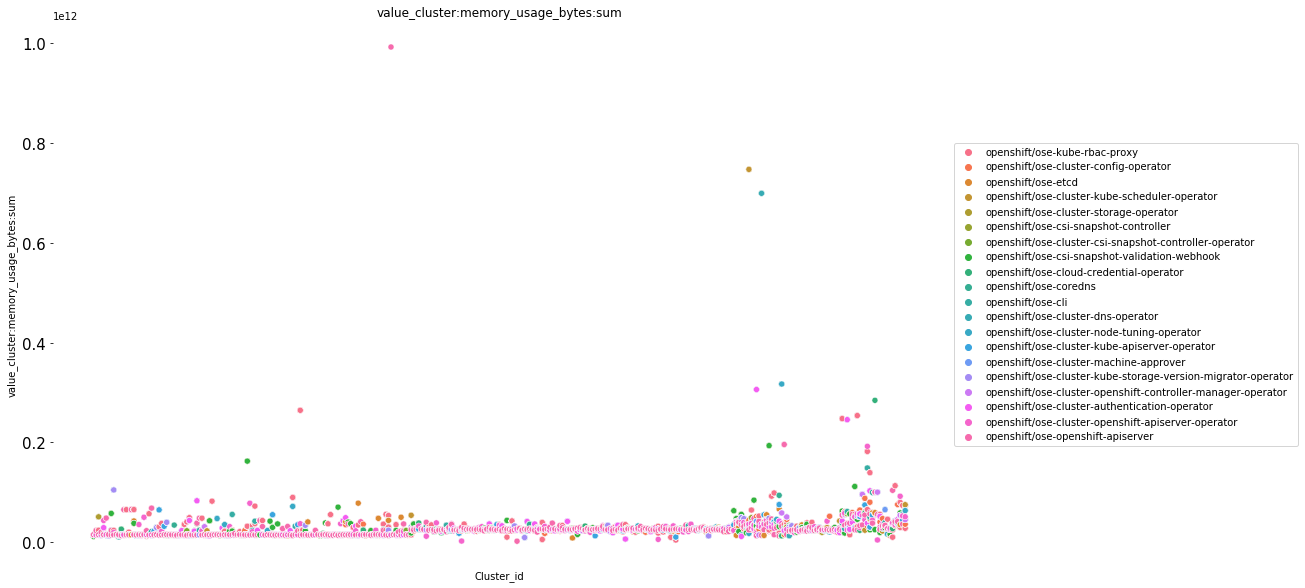 value_cluster:memory_usage_bytes:sum
1e12
1.0
0.8
0.6
0.4
0.2
0.0
value_cluster:memory_usage_bytes:sum
Cluster_id
openshift/ose-kube-rbac-proxy
openshift/ose-cluster-config-operator
openshift/ose-etcd
openshift/ose-cluster-kube-scheduler-operator
openshift/ose-cluster-storage-operator
openshift/ose-csi-snapshot-controller
openshift/ose-cluster-csi-snapshot-controller-operator
openshift/ose-csi-snapshot-validation-webhook
openshift/ose-cloud-credential-operator
openshift/ose-coredns
openshift/ose-cli
openshift/ose-cluster-dns-operator
openshift/ose-cluster-node-tuning-operator
openshift/ose-cluster-kube-apiserver-operator
openshift/ose-cluster-machine-approver
openshift/ose-cluster-kube-storage-version-migrator-operator
openshift/ose-cluster-openshift-controller-manager-operator
openshift/ose-cluster-authentication-operator
openshift/ose-cluster-openshift-apiserver-operator
openshift/ose-openshift-apiserver